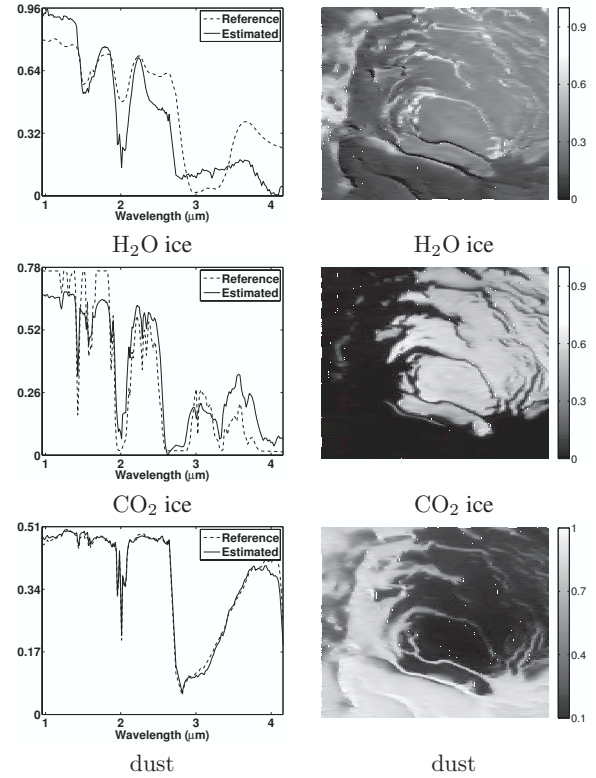 0.96
0.64
0.32
0
Reference
Estimated
1 2 3 4
Wavelength (μm)
H₂O ice
0.9
0.6
0.3
0
H₂O ice
0.78
0.52
0.26
0
Reference
Estimated
1 2 3 4
Wavelength (μm)
CO₂ ice
0.9
0.6
0.3
0
CO₂ ice
0.51
0.34
0.17
0
Reference
Estimated
1 2 3 4
Wavelength (μm)
dust
1
0.7
0.4
0.1
dust